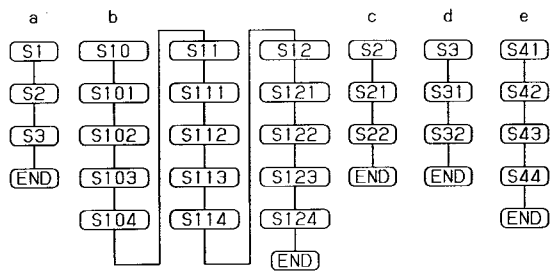 a b c d e
S1 S10 S11 S12 S2 S3 S41
S2 S101 S111 S121 S21 S31 S42
S3 S102 S112 S122 S22 S32 S43
END S103 S113 S123 END END S44
S104 S114 S124 END
END